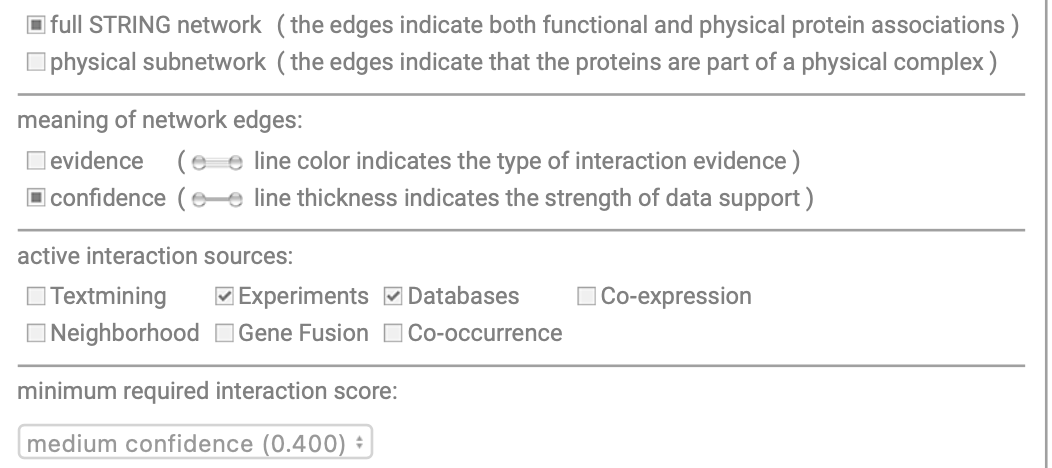 full STRING network ( the edges indicate both functional and physical protein associations )
physical subnetwork ( the edges indicate that the proteins are part of a physical complex )
meaning of network edges:
evidence ( line color indicates the type of interaction evidence )
confidence ( line thickness indicates the strength of data support )
active interaction sources:
Textmining Experiments Databases Co-expression
Neighborhood Gene Fusion Co-occurrence
minimum required interaction score:
medium confidence (0.400)